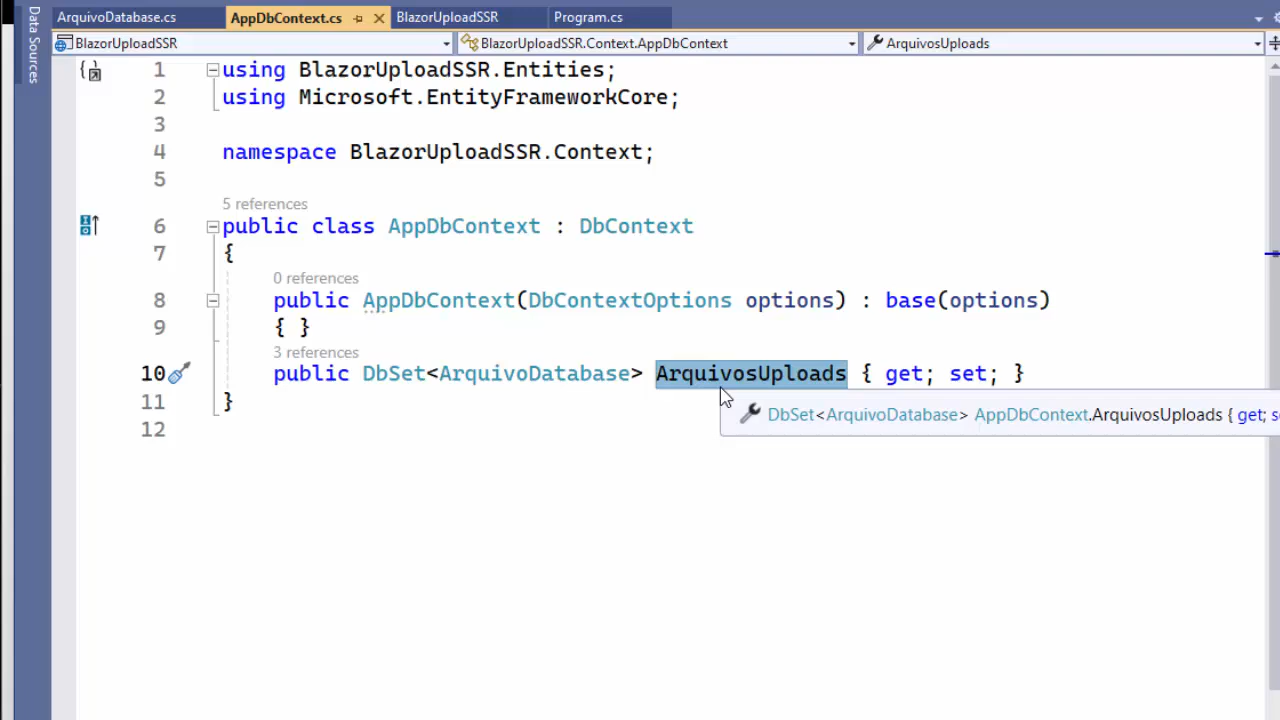 Data Sources
ArquivoDatabase.cs AppDbContext.cs BlazorUploadSSR Program.cs
BlazorUploadSSR BlazorUploadSSR.Context.AppDbContext ArquivosUploads
1 using BlazorUploadSSR.Entities;
2 using Microsoft.EntityFrameworkCore;
3
4 namespace BlazorUploadSSR.Context;
5
5 references
6 public class AppDbContext : DbContext
7 {
0 references
8 public AppDbContext(DbContextOptions options) : base(options)
9 { }
3 references
10 public DbSet<ArquivoDatabase> ArquivosUploads { get; set; }
DbSet<ArquivoDatabase> AppDbContext.ArquivosUploads { get; s
11 }
12